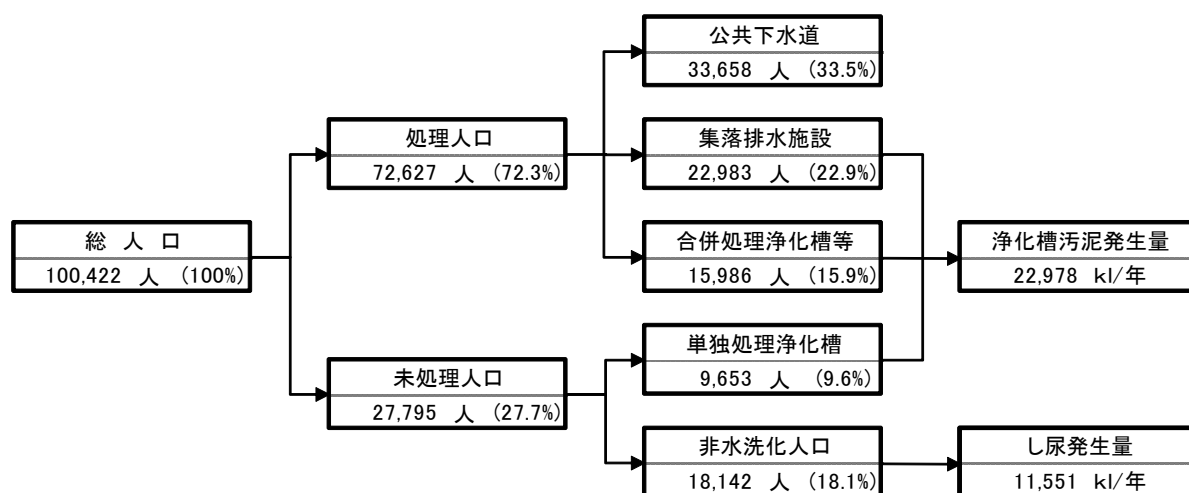 公共下水道
33,658 人 (33.5%)
処理人口
72,627 人 (72.3%)
集落排水施設
22,983 人 (22.9%)
総 人 口
100,422 人 (100%)
合併処理浄化槽等
15,986 人 (15.9%)
浄化槽汚泥発生量
22,978 kl/年
単独処理浄化槽
9,653 人 (9.6%)
未処理人口
27,795 人 (27.7%)
非水洗化人口
18,142 人 (18.1%)
し尿発生量
11,551 kl/年